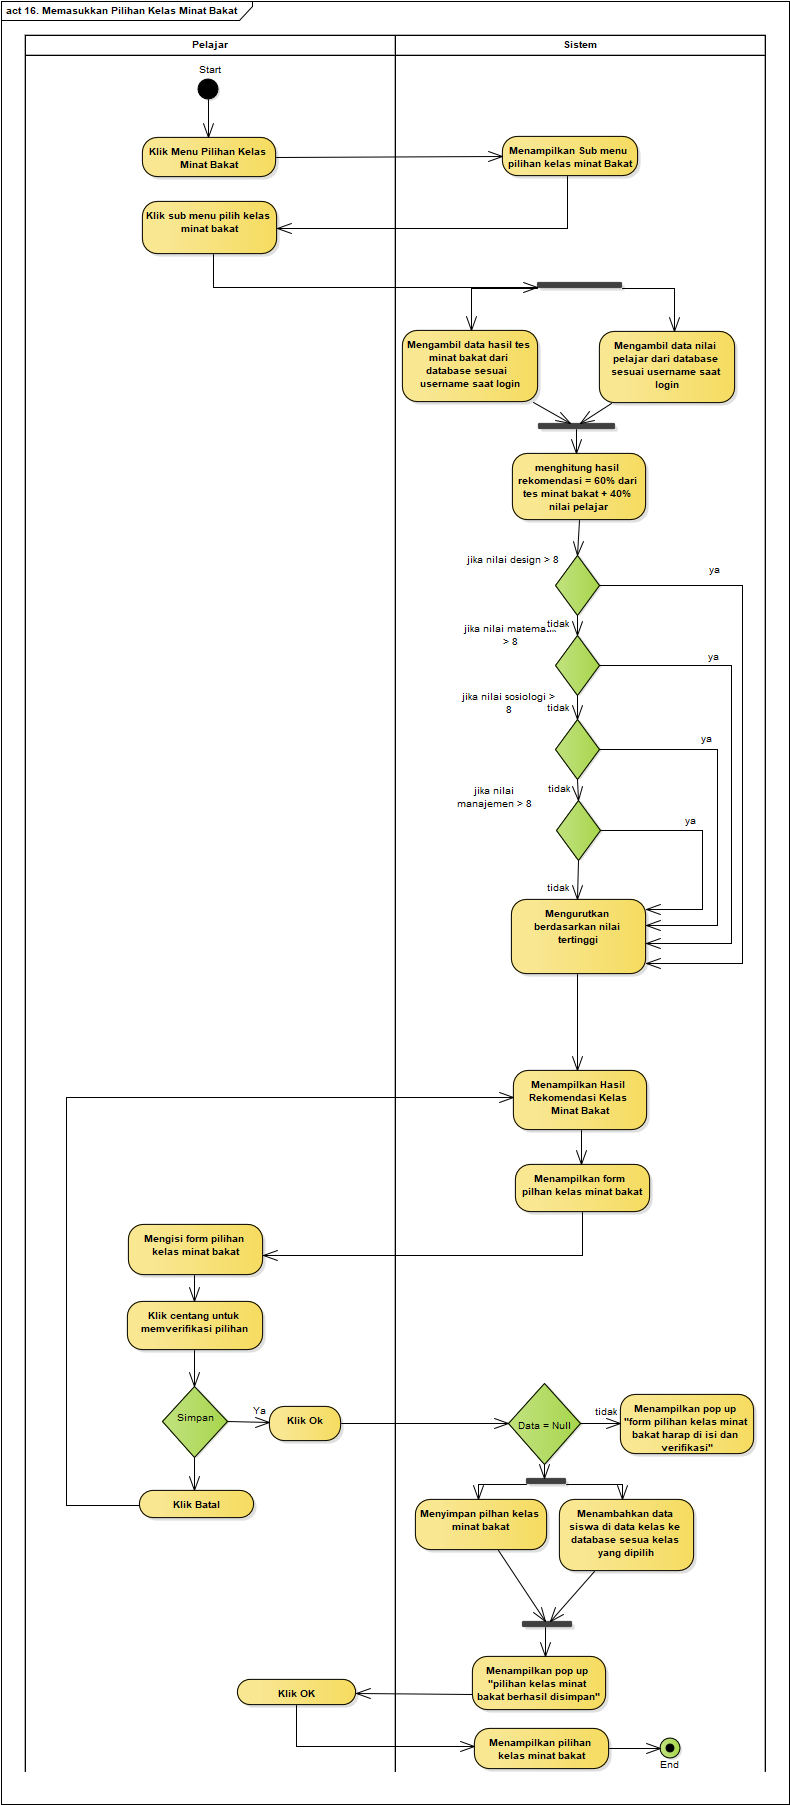 act 16. Memasukkan Pilihan Kelas Minat Bakat
Pelajar
Sistem
Start
Klik Menu Pilihan Kelas
Minat Bakat
Menampilkan Sub menu
pilihan kelas minat Bakat
Klik sub menu pilih kelas
minat bakat
Mengambil data hasil tes
minat bakat dari
database sesuai
username saat login
Mengambil data nilai
pelajar dari database
sesuai username saat
login
menghitung hasil
rekomendasi = 60% dari
tes minat bakat + 40%
nilai pelajar
jika nilai design > 8
ya
tidak
jika nilai
> 8
ya
jika nilai sosiologi >
8
tidak
ya
jika nilai
manajemen > 8
tidak
ya
tidak
Mengurutkan
berdasarkan nilai
tertinggi
Menampilkan Hasil
Rekomendasi Kelas
Minat Bakat
Menampilkan form
pilhan kelas minat bakat
Mengisi form pilihan
kelas minat bakat
Klik centang untuk
memverifikasi pilihan
Simpan
Ya
Klik Ok
Data = Null
tidak
Menampilkan pop up
"form pilihan kelas minat
bakat harap di isi dan
verifikasi"
Klik Batal
Menyimpan pilhan kelas
minat bakat
Menambahkan data
siswa di data kelas ke
database sesua kelas
yang dipilih
Menampilkan pop up
"pilihan kelas minat
bakat berhasil disimpan"
Klik OK
Menampilkan pilihan
kelas minat bakat
End